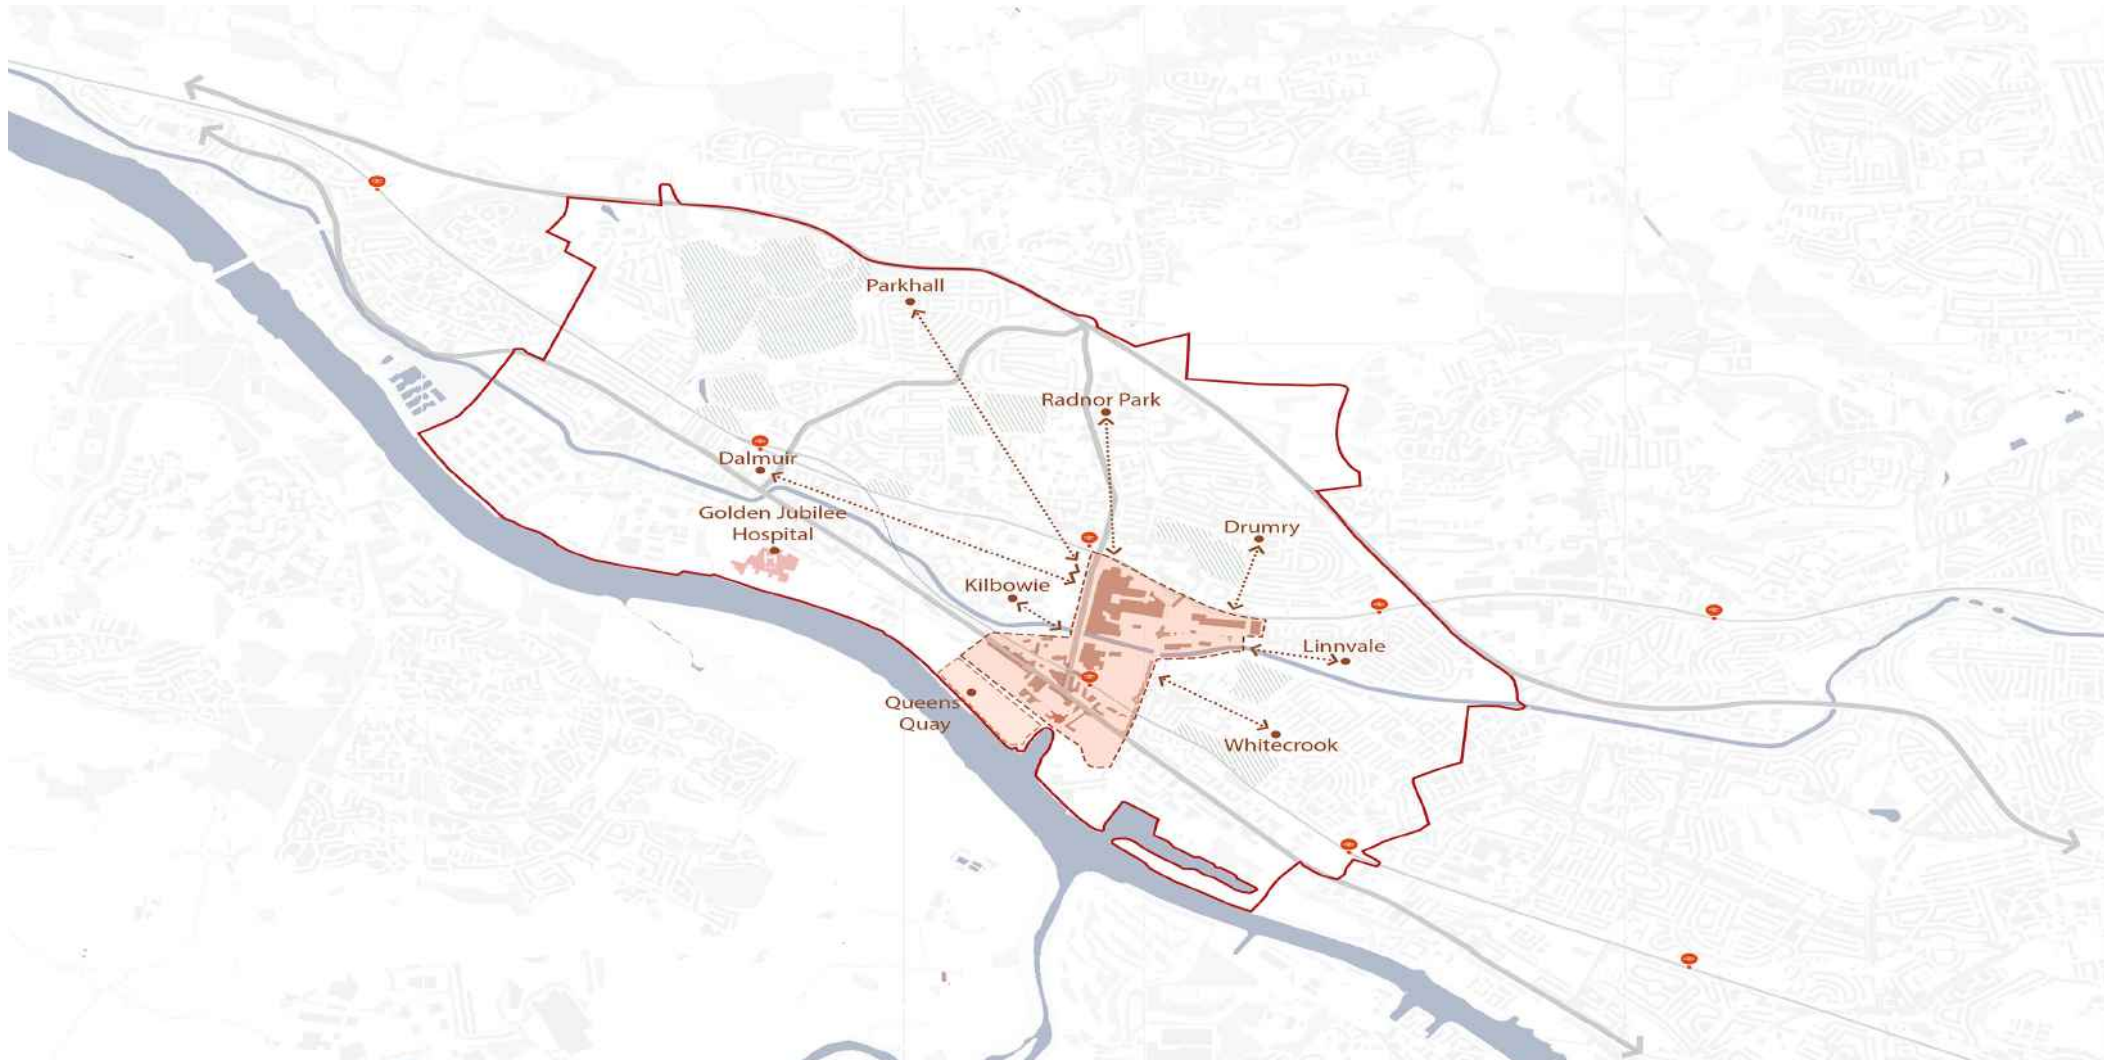 Parkhall
Radnor Park
Dalmuir
Golden Jubilee
Hospital
Drumry
Kilbowie
Linnvale
Queens
Quay
Whitecrook